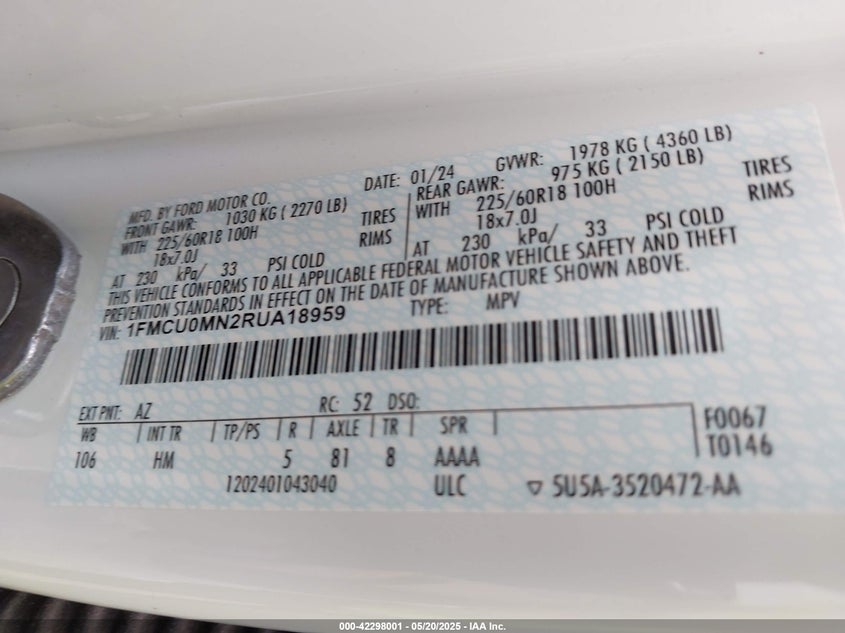 MFD. BY FORD MOTOR CO. DATE: 01/24 GVWR: 1978 KG ( 4360 LB)
FRONT GAWR: 1030 KG ( 2270 LB) REAR GAWR: 975 KG ( 2150 LB)
WITH 225/60R18 100H TIRES WITH 225/60R18 100H TIRES
18x7.0J RIMS 18x7.0J RIMS
AT 230 kPa/ 33 PSI COLD AT 230 kPa/ 33 PSI COLD
THIS VEHICLE CONFORMS TO ALL APPLICABLE FEDERAL MOTOR VEHICLE SAFETY AND THEFT
PREVENTION STANDARDS IN EFFECT ON THE DATE OF MANUFACTURE SHOWN ABOVE.
VIN: 1FMCU0MN2RUA18959 TYPE: MPV
EXT PNT: AZ RC: 52 DSO:
WB INT TR TP/PS R AXLE TR SPR F0067
106 HM 5 81 8 AAAA T0146
1202401043040 ULC ▽ 5U5A-3520472-AA
000-42298001 - 05/20/2025 - IAA Inc.